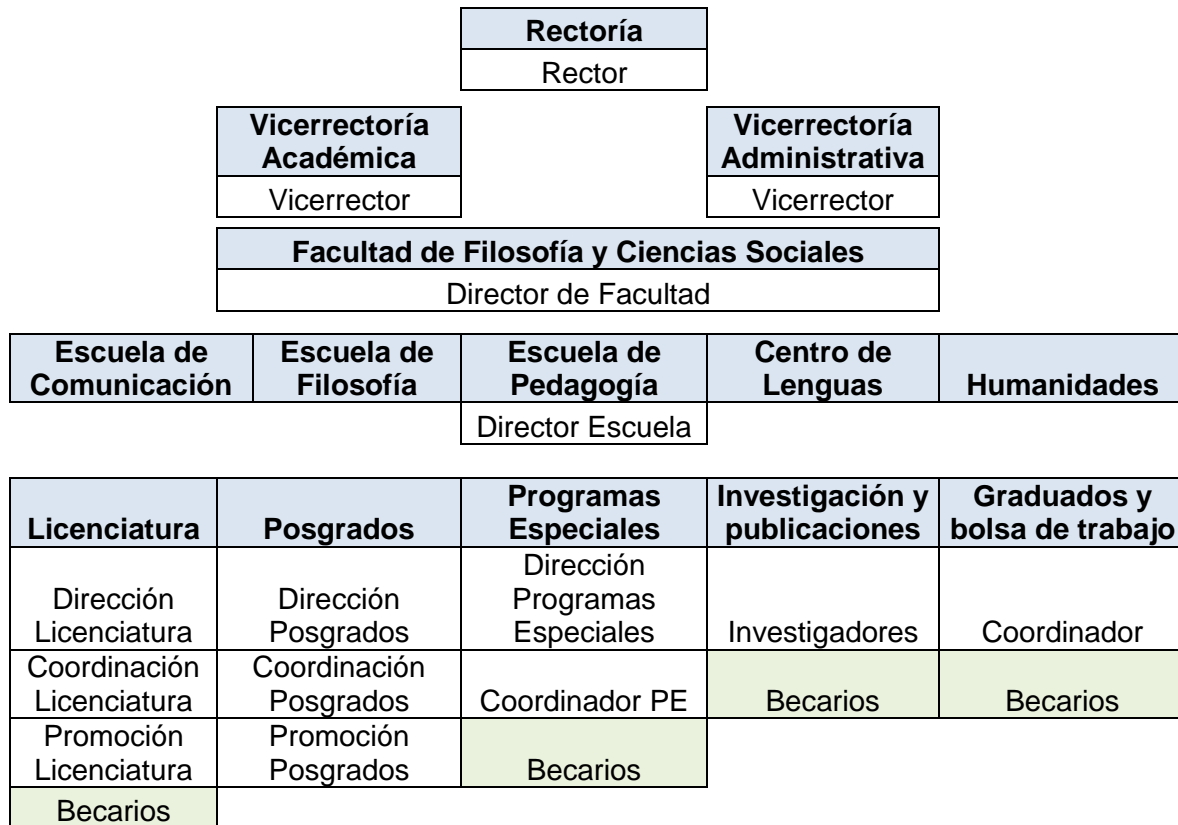 Rectoría
Rector
Vicerrectoría
Académica
Vicerrector
Vicerrectoría
Administrativa
Vicerrector
Facultad de Filosofía y Ciencias Sociales
Director de Facultad
Escuela de
Comunicación
Escuela de
Filosofía
Escuela de
Pedagogía
Centro de
Lenguas
Humanidades
Director Escuela
Licenciatura
Posgrados
Programas
Especiales
Investigación y
publicaciones
Graduados y
bolsa de trabajo
Dirección
Licenciatura
Dirección
Posgrados
Dirección
Programas
Especiales
Investigadores
Coordinador
Coordinación
Licenciatura
Coordinación
Posgrados
Coordinador PE
Becarios
Becarios
Promoción
Licenciatura
Promoción
Posgrados
Becarios
Becarios